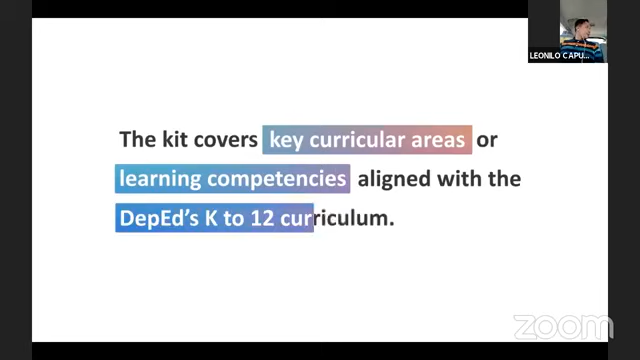 LEONILO CAPU...
The kit covers key curricular areas or
learning competencies aligned with the
DepEd's K to 12 curriculum.
zoom